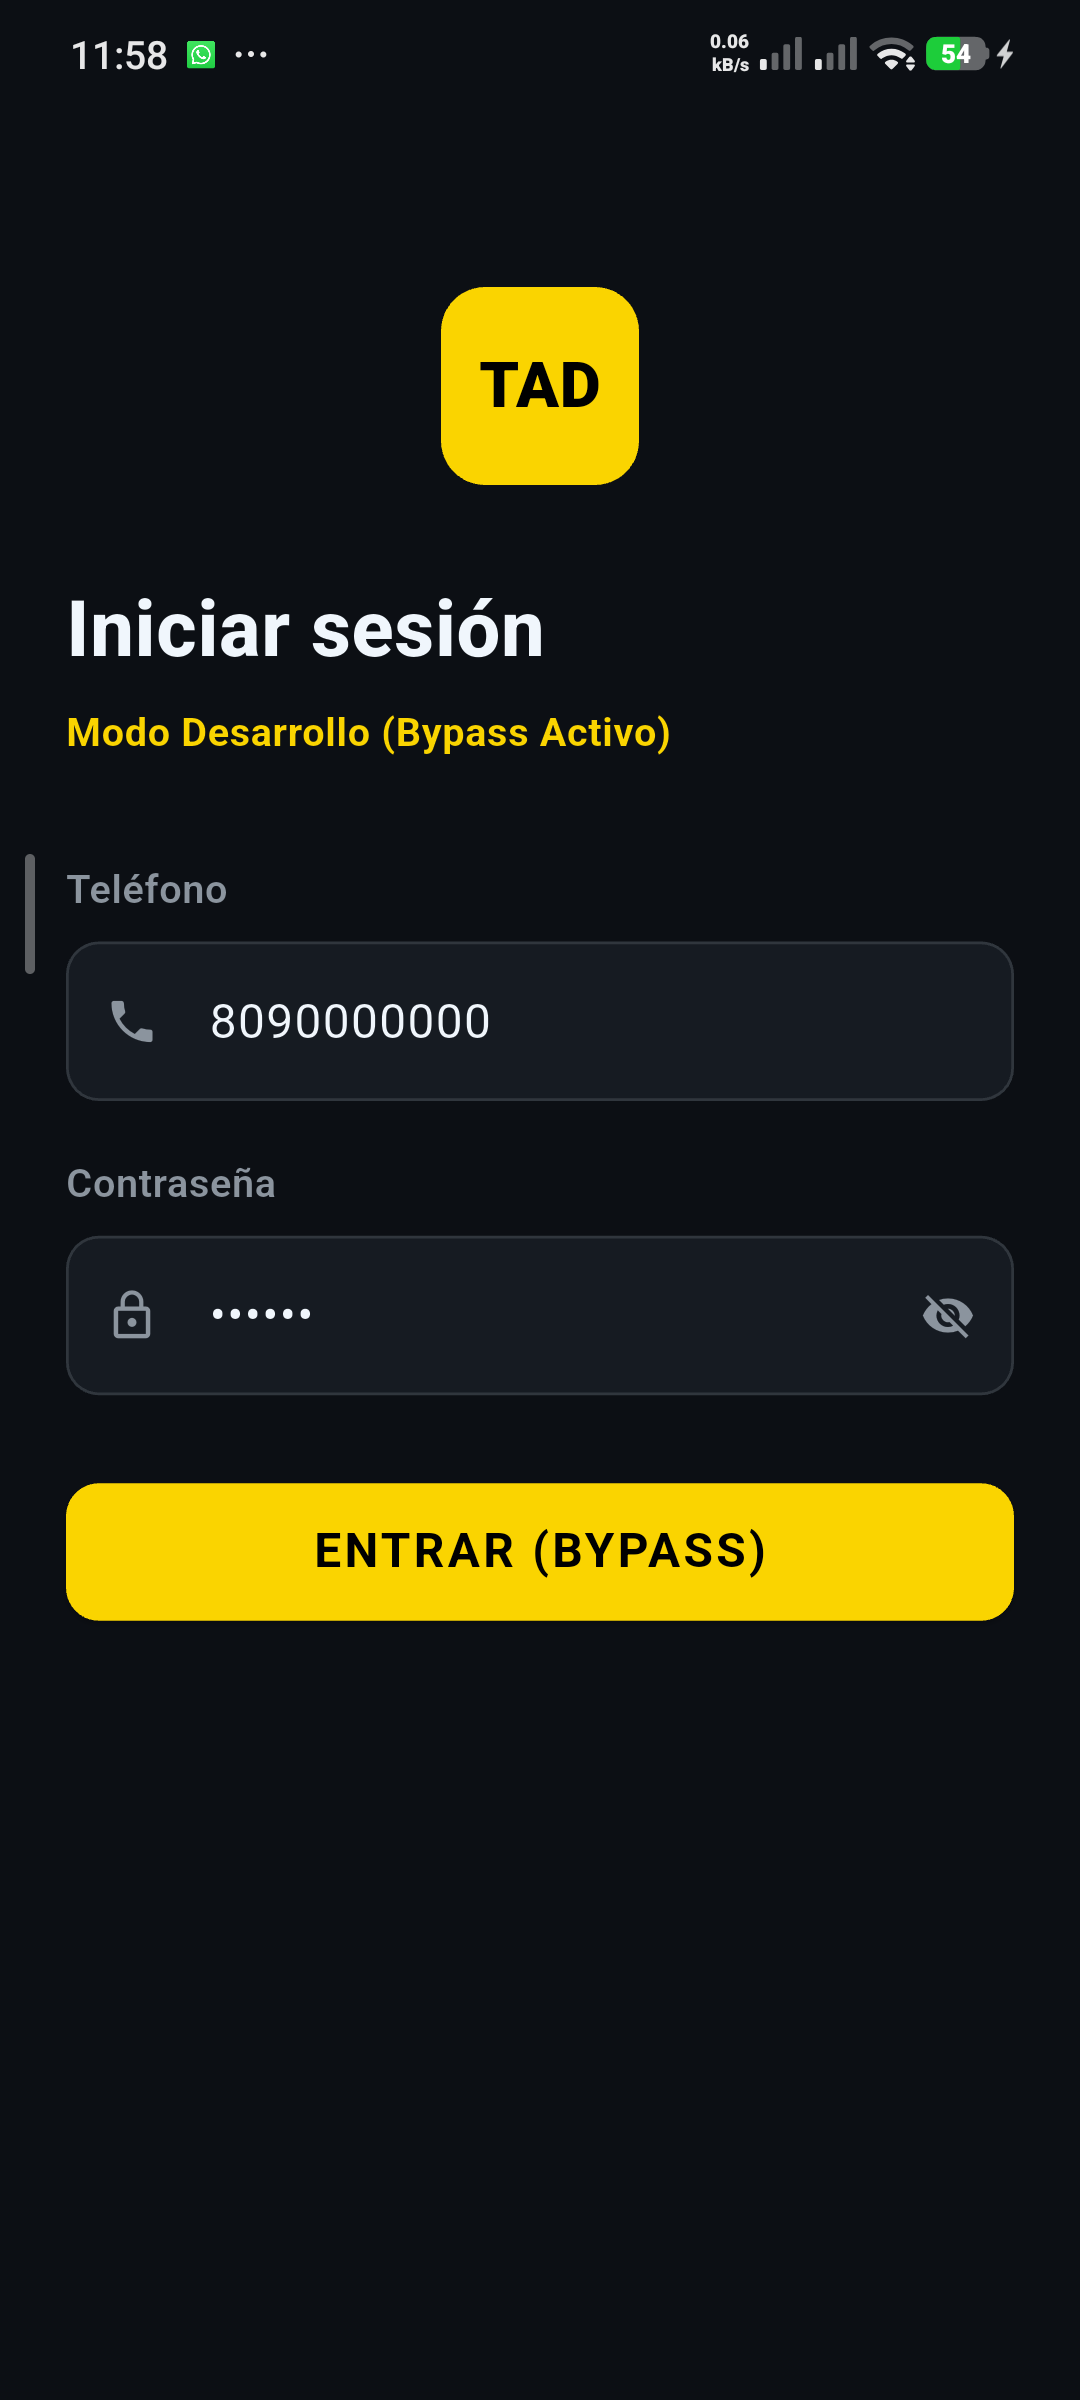 11:58
0.06
kB/s
54
TAD
Iniciar sesión
Modo Desarrollo (Bypass Activo)
Teléfono
8090000000
Contraseña
••••••
ENTRAR (BYPASS)